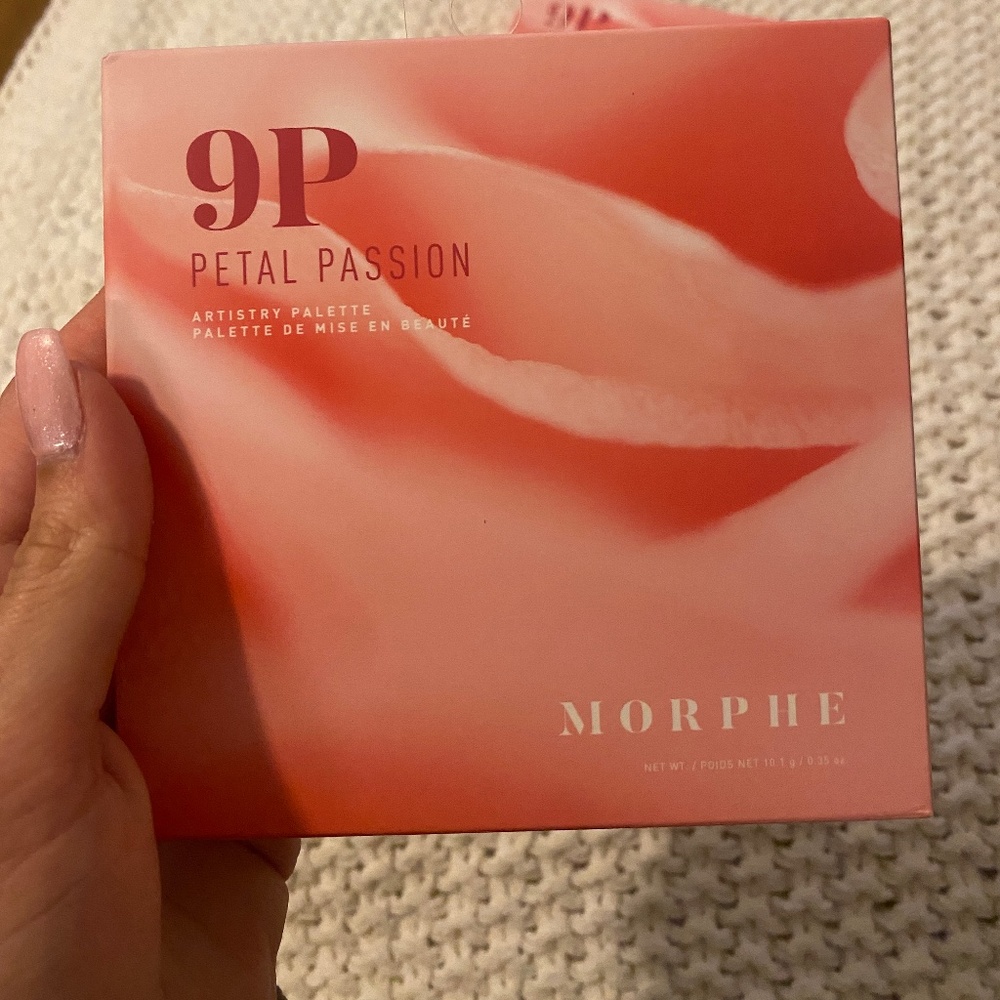 9P
PETAL PASSION
ARTISTRY PALETTE
PALETTE DE MISE EN BEAUTÉ
MORPHE
NET WT. / POIDS NET 10.1 g / 0.35 oz